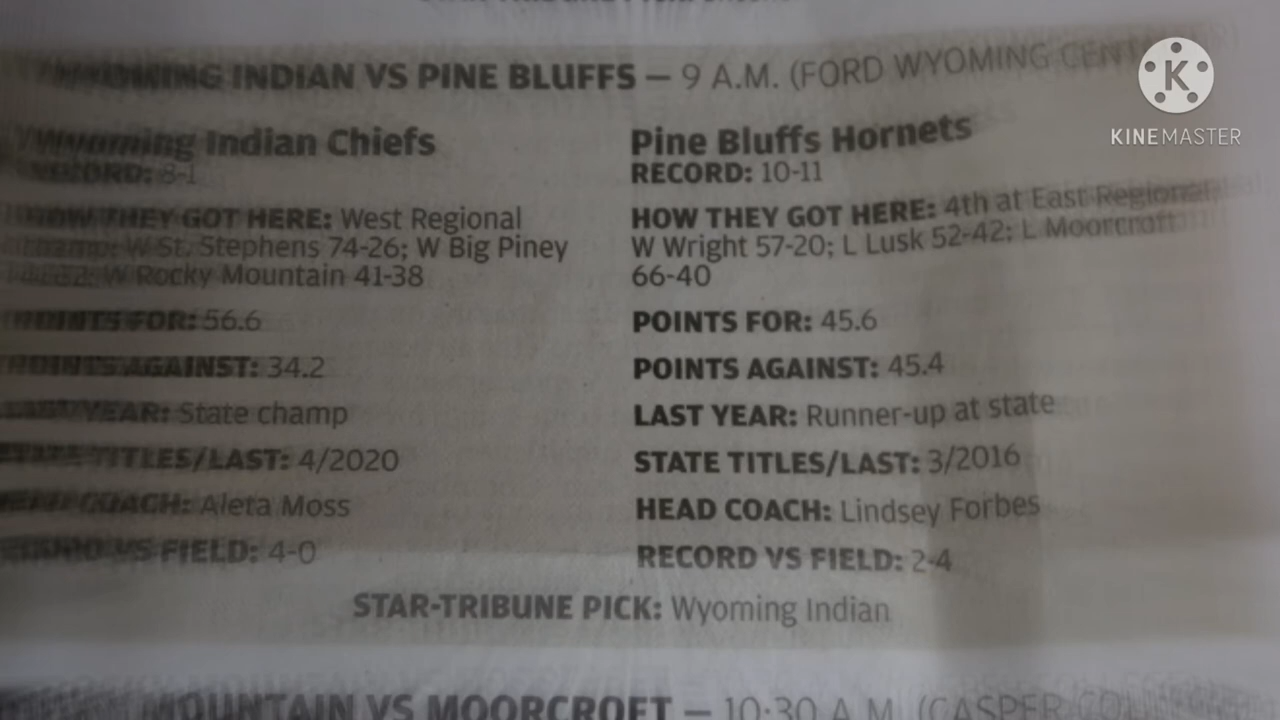 INDIAN VS PINE BLUFFS — 9 A.M. (FORD WYOMING CENTER)
KINEMASTER
Wyoming Indian Chiefs
RECORD: 8-1
HOW THEY GOT HERE: West Regional
champ; W St. Stephens 74-26; W Big Piney
W Rocky Mountain 41-38
POINTS FOR: 56.6
POINTS AGAINST: 34.2
LAST YEAR: State champ
STATE TITLES/LAST: 4/2020
HEAD COACH: Aleta Moss
RECORD VS FIELD: 4-0
Pine Bluffs Hornets
RECORD: 10-11
HOW THEY GOT HERE: 4th at East Regional
W Wright 57-20; L Lusk 52-42; L Moorcroft
66-40
POINTS FOR: 45.6
POINTS AGAINST: 45.4
LAST YEAR: Runner-up at state
STATE TITLES/LAST: 3/2016
HEAD COACH: Lindsey Forbes
RECORD VS FIELD: 2-4
STAR-TRIBUNE PICK: Wyoming Indian
MOUNTAIN VS MOORCROFT — 10:30 A.M. (CASPER